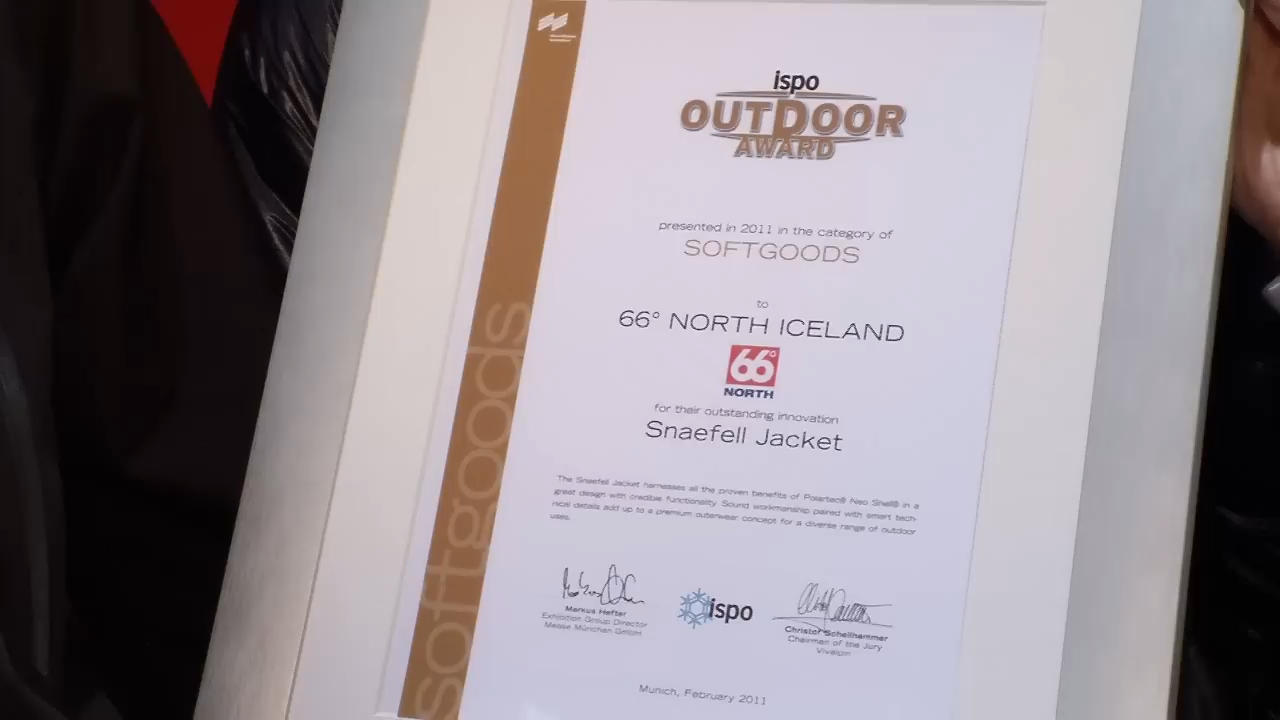 ispo
OUTDOOR
AWARD
presented in 2011 in the category of
SOFTGOODS
to
66° NORTH ICELAND
66°
NORTH
for their outstanding innovation
Snaefell Jacket
The Snaefell Jacket harnesses all the proven benefits of Polartec® Neo Shell® in a
great design with credible functionality. Sound workmanship paired with smart tech-
nical details add up to a premium outerwear concept for a diverse range of outdoor
uses.
Markus Hefter
Exhibition Group Director
Messe München GmbH
ispo
Christof Schellhammer
Chairman of the Jury
Vivalpin
Munich, February 2011
softgoods